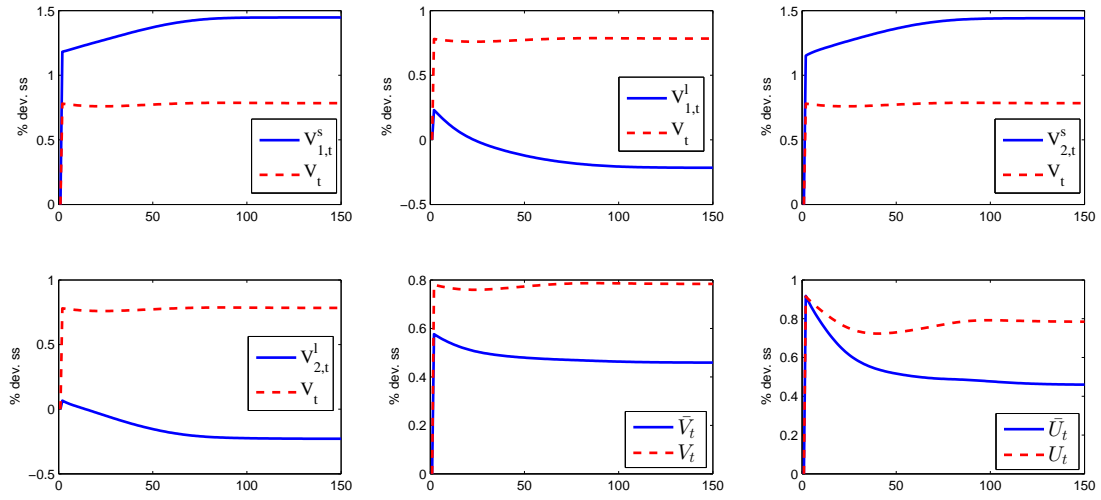 % dev. ss
1.5
1
0.5
0
0 50 100 150
V^s_{1,t}
V_t
% dev. ss
1
0.5
0
−0.5
0 50 100 150
V^l_{1,t}
V_t
% dev. ss
1.5
1
0.5
0
0 50 100 150
V^s_{2,t}
V_t
% dev. ss
1
0.5
0
−0.5
0 50 100 150
V^l_{2,t}
V_t
% dev. ss
0.8
0.6
0.4
0.2
0
0 50 100 150
V̄_t
V_t
% dev. ss
1
0.8
0.6
0.4
0.2
0
0 50 100 150
Ū_t
U_t